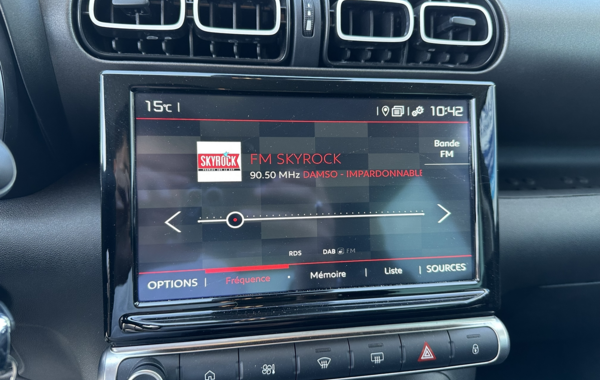 15°C
10:42
Bande
FM
SKYROCK
FM SKYROCK
90.50 MHz DAMSO - IMPARDONNABL
RDS DAB FM
OPTIONS Fréquence Mémoire Liste SOURCES